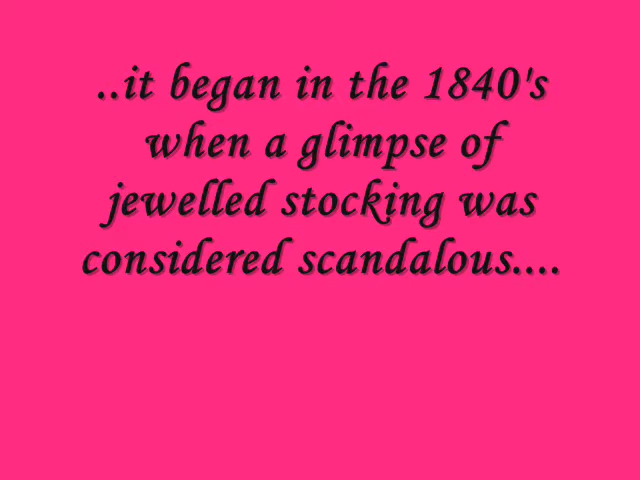 ..it began in the 1840's
when a glimpse of
jewelled stocking was
considered scandalous....